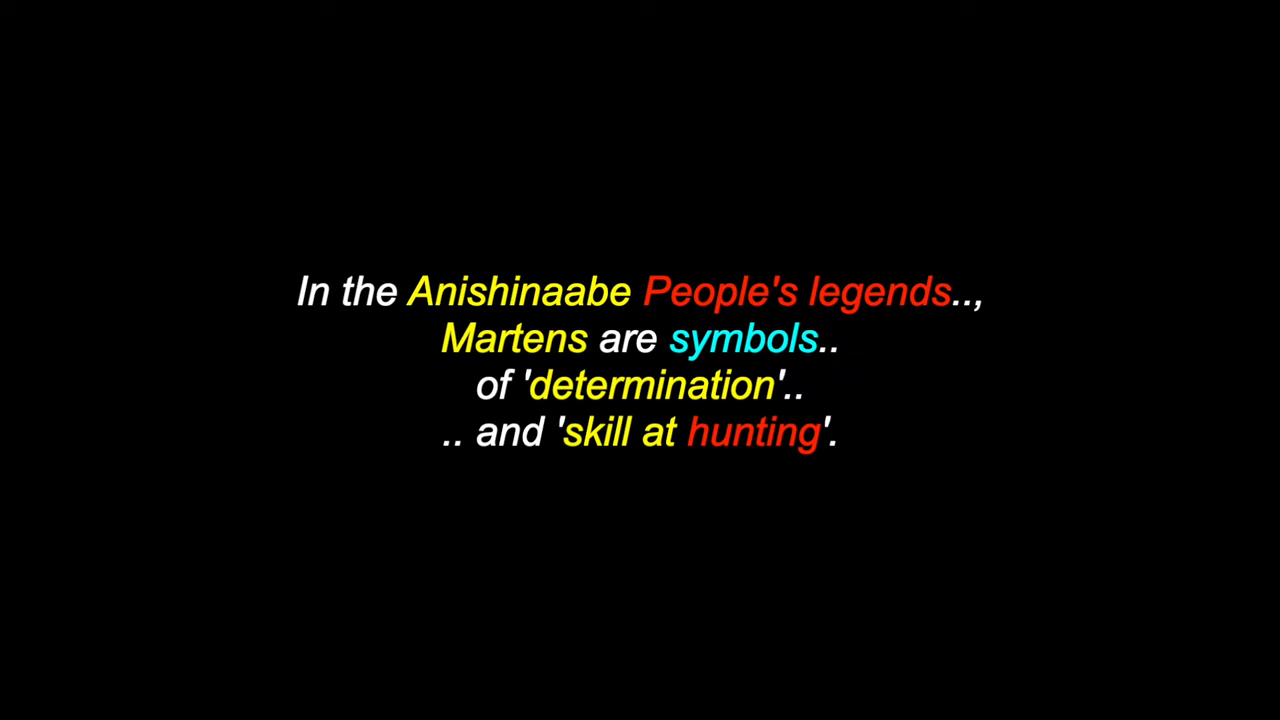 In the Anishinaabe People's legends..,
Martens are symbols..
of 'determination'..
.. and 'skill at hunting'.